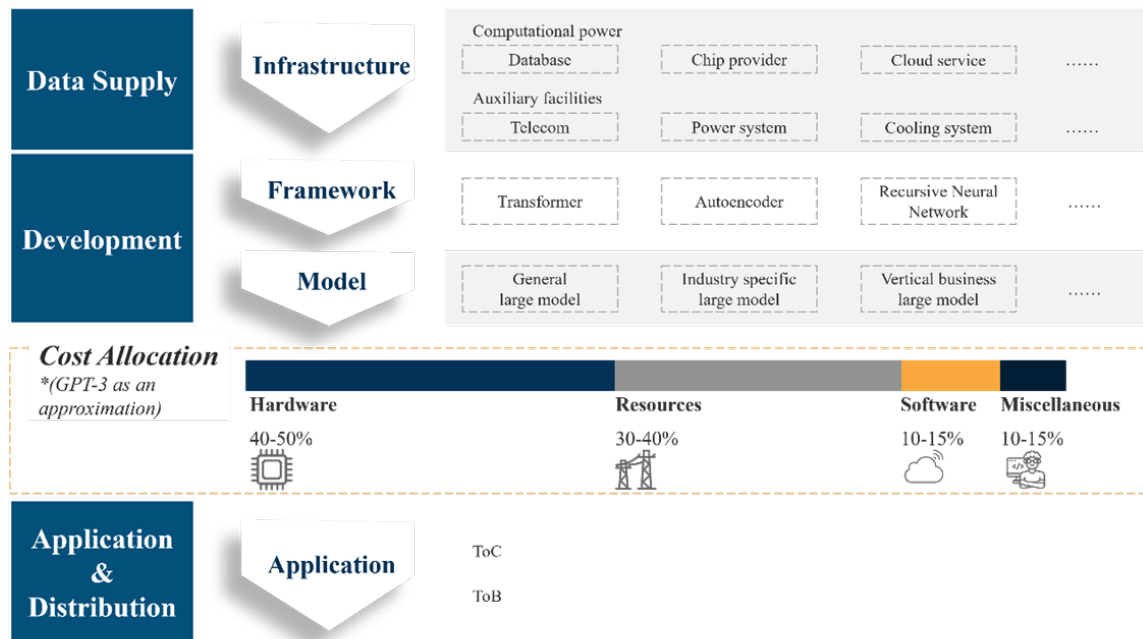 Data Supply
Infrastructure
Computational power
Database
Chip provider
Cloud service
......
Auxiliary facilities
Telecom
Power system
Cooling system
......
Development
Framework
Transformer
Autoencoder
Recursive Neural
Network
......
Model
General
large model
Industry specific
large model
Vertical business
large model
......
Cost Allocation
*(GPT-3 as an
approximation)
Hardware
Resources
Software
Miscellaneous
40-50%
30-40%
10-15%
10-15%
Application
&
Distribution
Application
ToC
ToB